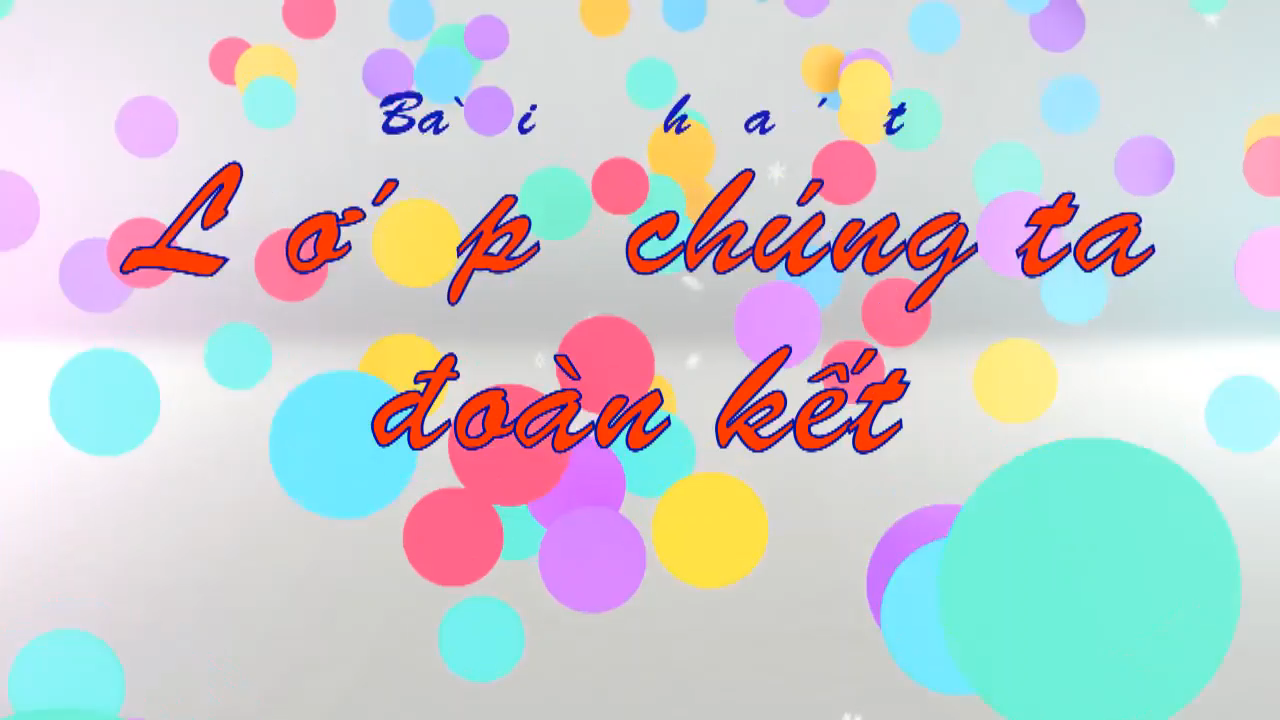 Bài hát
Lớp chúng ta
đoàn kết